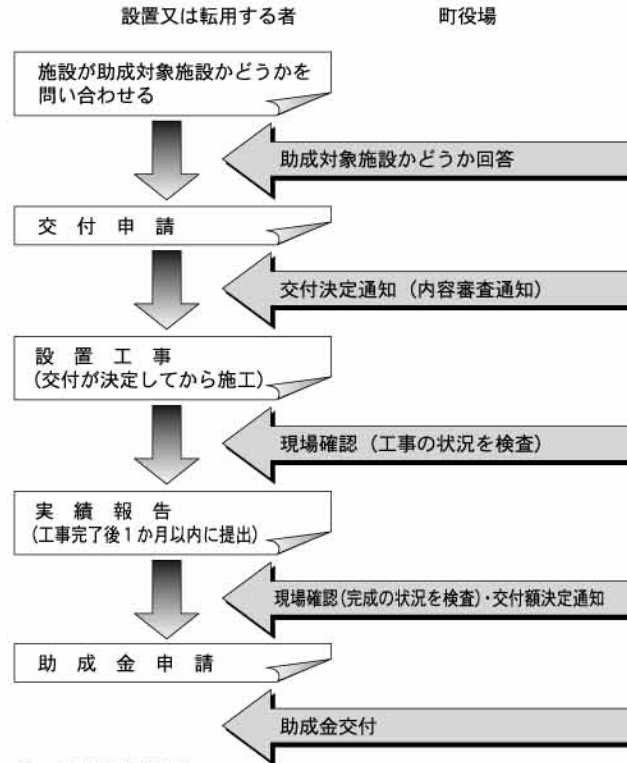 設置又は転用する者
町役場
施設が助成対象施設かどうかを
問い合わせる
助成対象施設かどうか回答
交付申請
交付決定通知（内容審査通知）
設置工事
(交付が決定してから施工)
現場確認（工事の状況を検査）
実績報告
(工事完了後1か月以内に提出)
現場確認(完成の状況を検査)・交付額決定通知
助成金申請
助成金交付